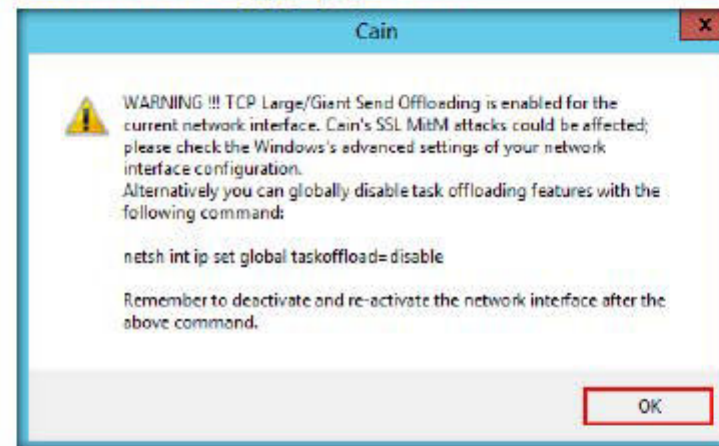 Cain
x
WARNING !!! TCP Large/Giant Send Offloading is enabled for the
current network interface. Cain's SSL MitM attacks could be affected;
please check the Windows's advanced settings of your network
interface configuration.
Alternatively you can globally disable task offloading features with the
following command:
netsh int ip set global taskoffload=disable
Remember to deactivate and re-activate the network interface after the
above command.
OK